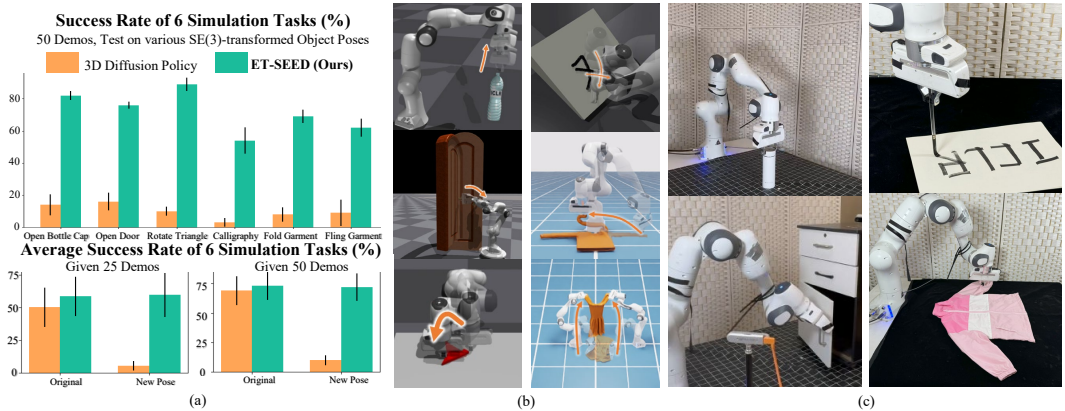 Success Rate of 6 Simulation Tasks (%)
50 Demos, Test on various SE(3)-transformed Object Poses
3D Diffusion Policy
ET-SEED (Ours)
80
60
40
20
0
Open Bottle Cap
Open Door
Rotate Triangle
Calligraphy
Fold Garment
Fling Garment
Average Success Rate of 6 Simulation Tasks (%)
Given 25 Demos
Given 50 Demos
75
50
25
0
Original
New Pose
75
50
25
0
Original
New Pose
ICLR
ICLR
(a)
(b)
(c)